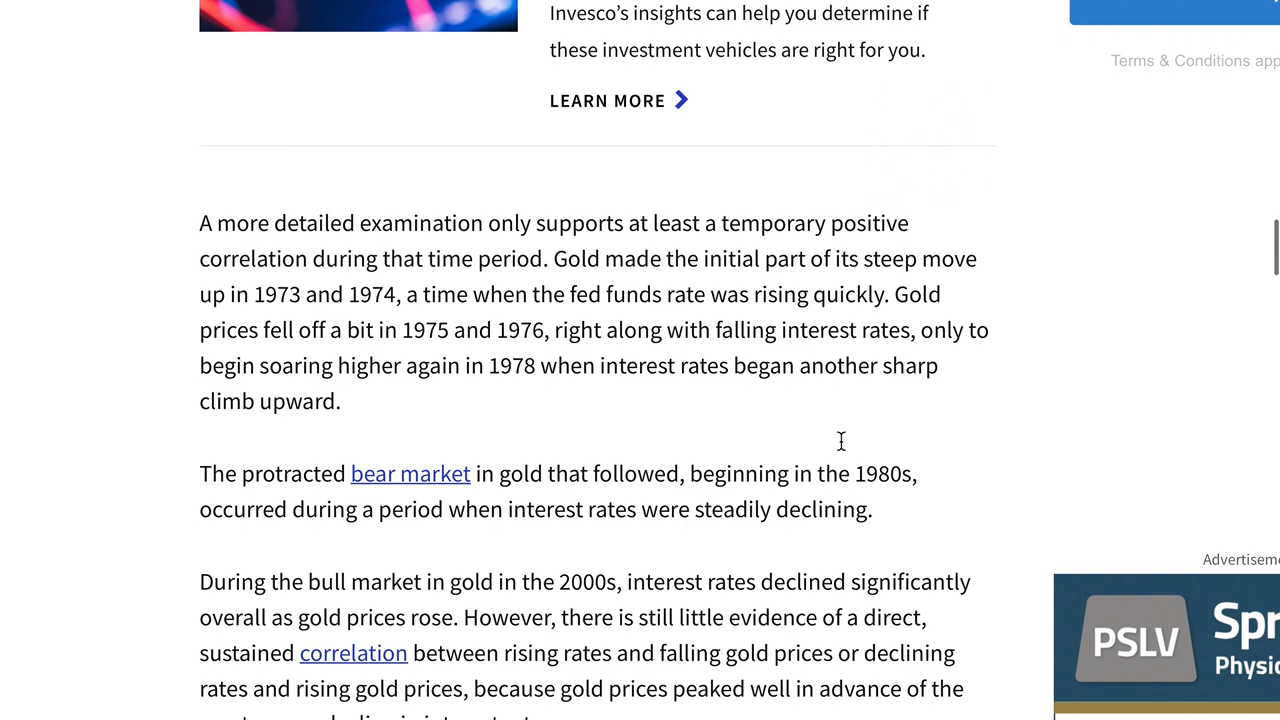 Invesco’s insights can help you determine if
these investment vehicles are right for you.
LEARN MORE
Terms & Conditions app
A more detailed examination only supports at least a temporary positive
correlation during that time period. Gold made the initial part of its steep move
up in 1973 and 1974, a time when the fed funds rate was rising quickly. Gold
prices fell off a bit in 1975 and 1976, right along with falling interest rates, only to
begin soaring higher again in 1978 when interest rates began another sharp
climb upward.
The protracted bear market in gold that followed, beginning in the 1980s,
occurred during a period when interest rates were steadily declining.
Advertiseme
During the bull market in gold in the 2000s, interest rates declined significantly
overall as gold prices rose. However, there is still little evidence of a direct,
sustained correlation between rising rates and falling gold prices or declining
rates and rising gold prices, because gold prices peaked well in advance of the
PSLV
Spr
Physic